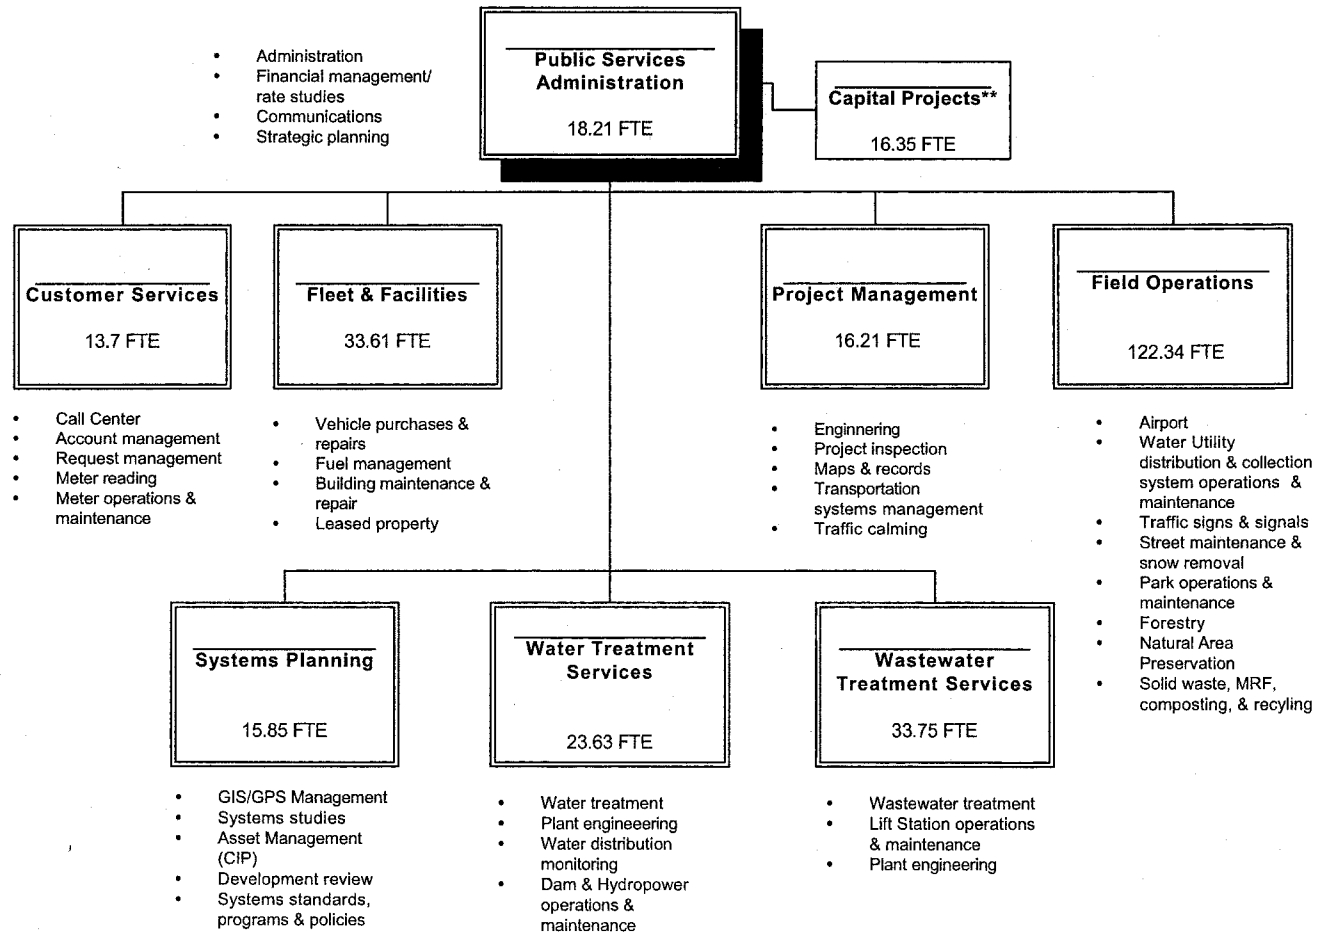 • Administration
• Financial management/
rate studies
• Communications
• Strategic planning
Public Services
Administration
18.21 FTE
Capital Projects**
16.35 FTE
Customer Services
13.7 FTE
Fleet & Facilities
33.61 FTE
Project Management
16.21 FTE
Field Operations
122.34 FTE
• Call Center
• Account management
• Request management
• Meter reading
• Meter operations &
maintenance
• Vehicle purchases &
repairs
• Fuel management
• Building maintenance &
repair
• Leased property
• Enginnering
• Project inspection
• Maps & records
• Transportation
systems management
• Traffic calming
• Airport
• Water Utility
distribution & collection
system operations &
maintenance
• Traffic signs & signals
• Street maintenance &
snow removal
• Park operations &
maintenance
• Forestry
• Natural Area
Preservation
• Solid waste, MRF,
composting, & recyling
Systems Planning
15.85 FTE
Water Treatment
Services
23.63 FTE
Wastewater
Treatment Services
33.75 FTE
• GIS/GPS Management
• Systems studies
• Asset Management
(CIP)
• Development review
• Systems standards,
programs & policies
• Water treatment
• Plant engineeering
• Water distribution
monitoring
• Dam & Hydropower
operations &
maintenance
• Wastewater treatment
• Lift Station operations
& maintenance
• Plant engineering